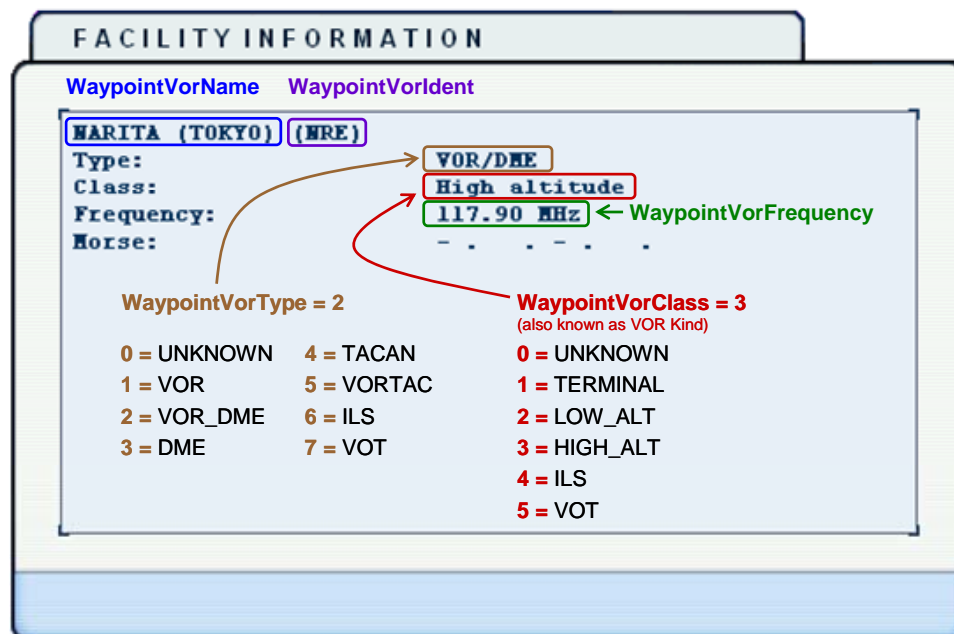 FACILITY INFORMATION
WaypointVorName WaypointVorIdent
NARITA (TOKYO) (NRE)
Type: VOR/DME
Class: High altitude
Frequency: 117.90 MHz WaypointVorFrequency
Morse: - . . - . .
WaypointVorType = 2 WaypointVorClass = 3
(also known as VOR Kind)
0 = UNKNOWN 4 = TACAN 0 = UNKNOWN
1 = VOR 5 = VORTAC 1 = TERMINAL
2 = VOR_DME 6 = ILS 2 = LOW_ALT
3 = DME 7 = VOT 3 = HIGH_ALT
4 = ILS
5 = VOT